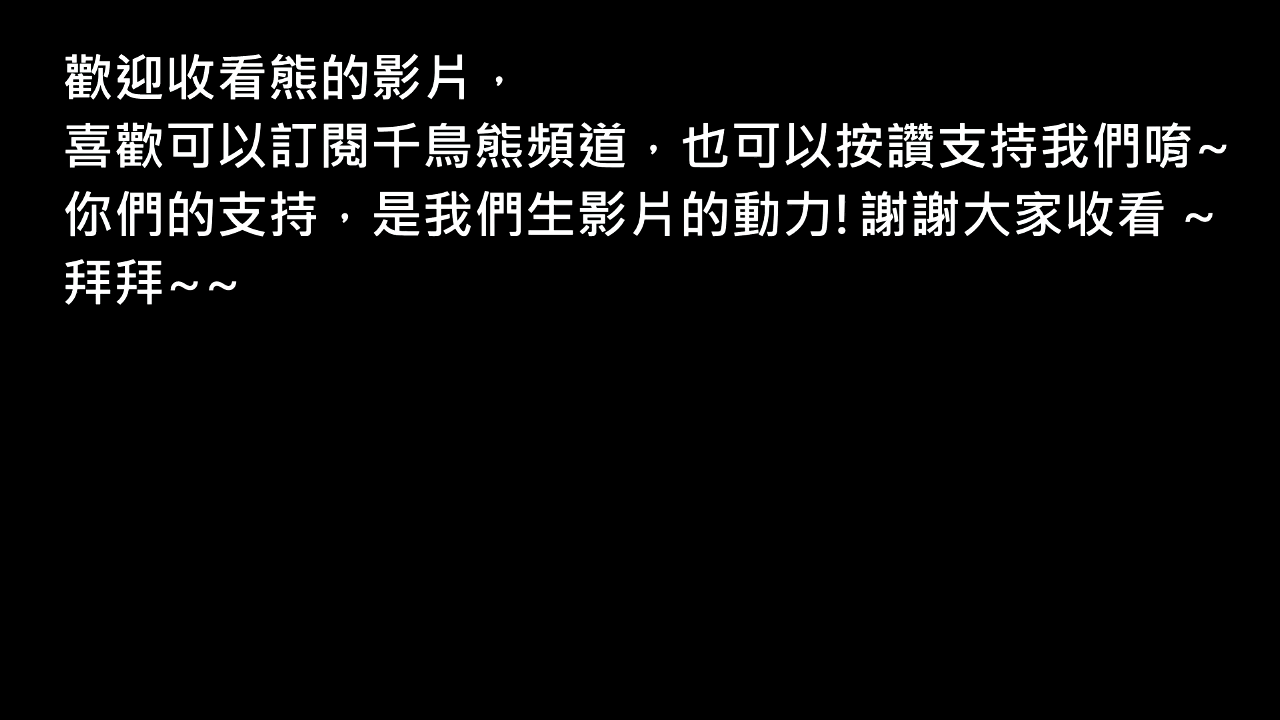 歡迎收看熊的影片，
喜歡可以訂閱千鳥熊頻道，也可以按讚支持我們唷~
你們的支持，是我們生影片的動力! 謝謝大家收看 ~
拜拜~~